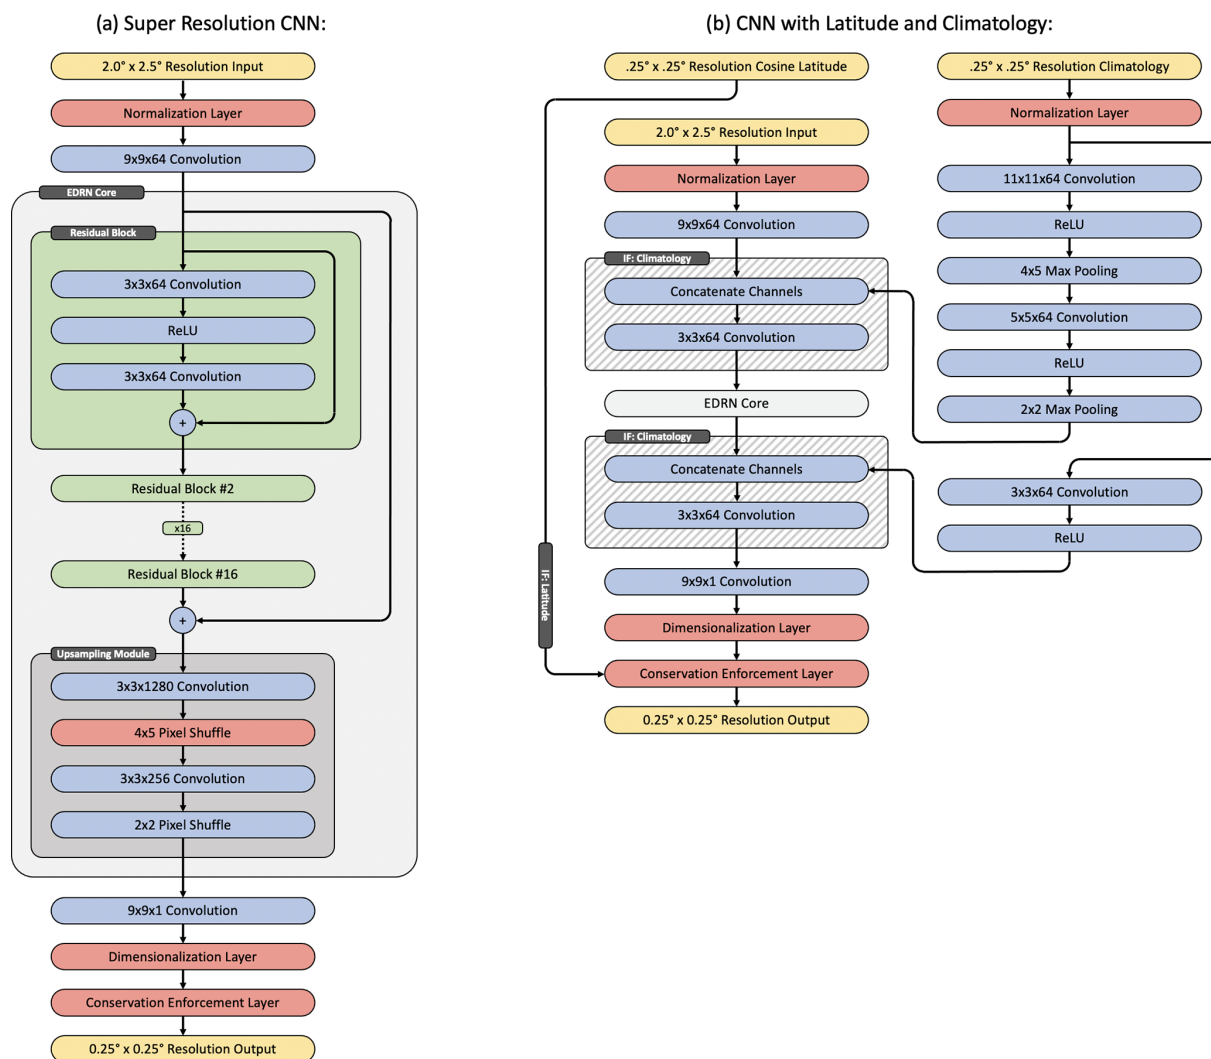 (a) Super Resolution CNN:
2.0° x 2.5° Resolution Input
Normalization Layer
9x9x64 Convolution
EDRN Core
Residual Block
3x3x64 Convolution
ReLU
3x3x64 Convolution
+
Residual Block #2
x16
Residual Block #16
+
Upsampling Module
3x3x1280 Convolution
4x5 Pixel Shuffle
3x3x256 Convolution
2x2 Pixel Shuffle
9x9x1 Convolution
Dimensionalization Layer
Conservation Enforcement Layer
0.25° x 0.25° Resolution Output
(b) CNN with Latitude and Climatology:
.25° x .25° Resolution Cosine Latitude
2.0° x 2.5° Resolution Input
Normalization Layer
9x9x64 Convolution
IF: Climatology
Concatenate Channels
3x3x64 Convolution
EDRN Core
IF: Climatology
Concatenate Channels
3x3x64 Convolution
IF: Latitude
9x9x1 Convolution
Dimensionalization Layer
Conservation Enforcement Layer
0.25° x 0.25° Resolution Output
.25° x .25° Resolution Climatology
Normalization Layer
11x11x64 Convolution
ReLU
4x5 Max Pooling
5x5x64 Convolution
ReLU
2x2 Max Pooling
3x3x64 Convolution
ReLU